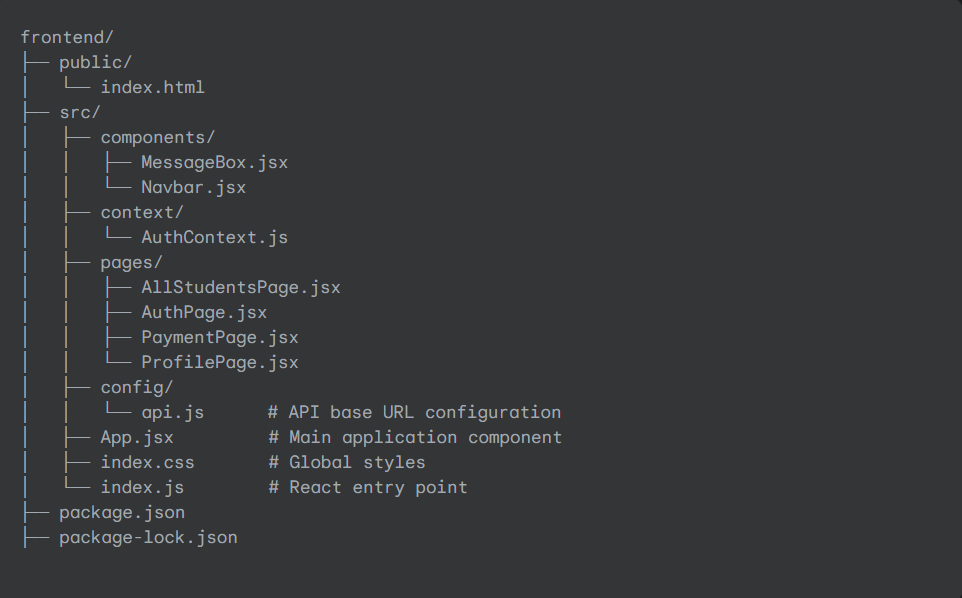 frontend/
├── public/
│   └── index.html
├── src/
│   ├── components/
│   │   ├── MessageBox.jsx
│   │   └── Navbar.jsx
│   ├── context/
│   │   └── AuthContext.js
│   ├── pages/
│   │   ├── AllStudentsPage.jsx
│   │   ├── AuthPage.jsx
│   │   ├── PaymentPage.jsx
│   │   └── ProfilePage.jsx
│   ├── config/
│   │   └── api.js      # API base URL configuration
│   ├── App.jsx         # Main application component
│   ├── index.css       # Global styles
│   └── index.js        # React entry point
├── package.json
├── package-lock.json